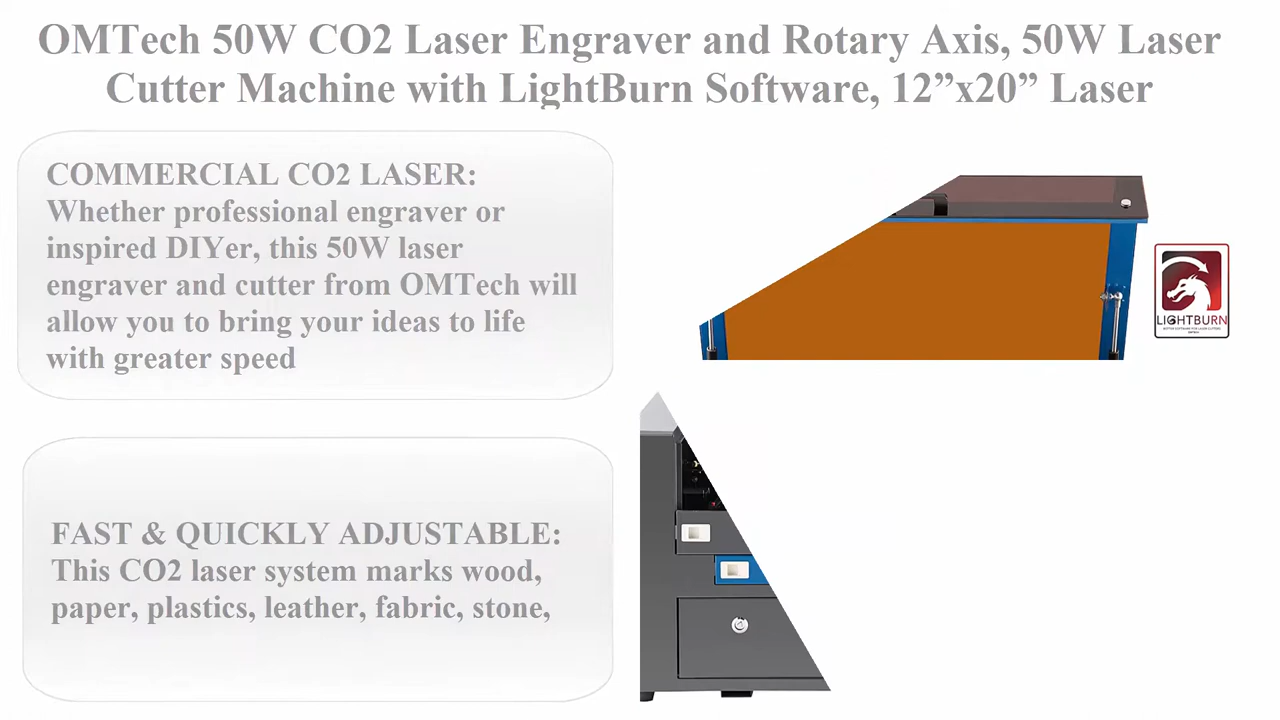 OMTech 50W CO2 Laser Engraver and Rotary Axis, 50W Laser
Cutter Machine with LightBurn Software, 12”x20” Laser
COMMERCIAL CO2 LASER:
Whether professional engraver or
inspired DIYer, this 50W laser
engraver and cutter from OMTech will
allow you to bring your ideas to life
with greater speed
LIGHTBURN
FAST & QUICKLY ADJUSTABLE:
This CO2 laser system marks wood,
paper, plastics, leather, fabric, stone,